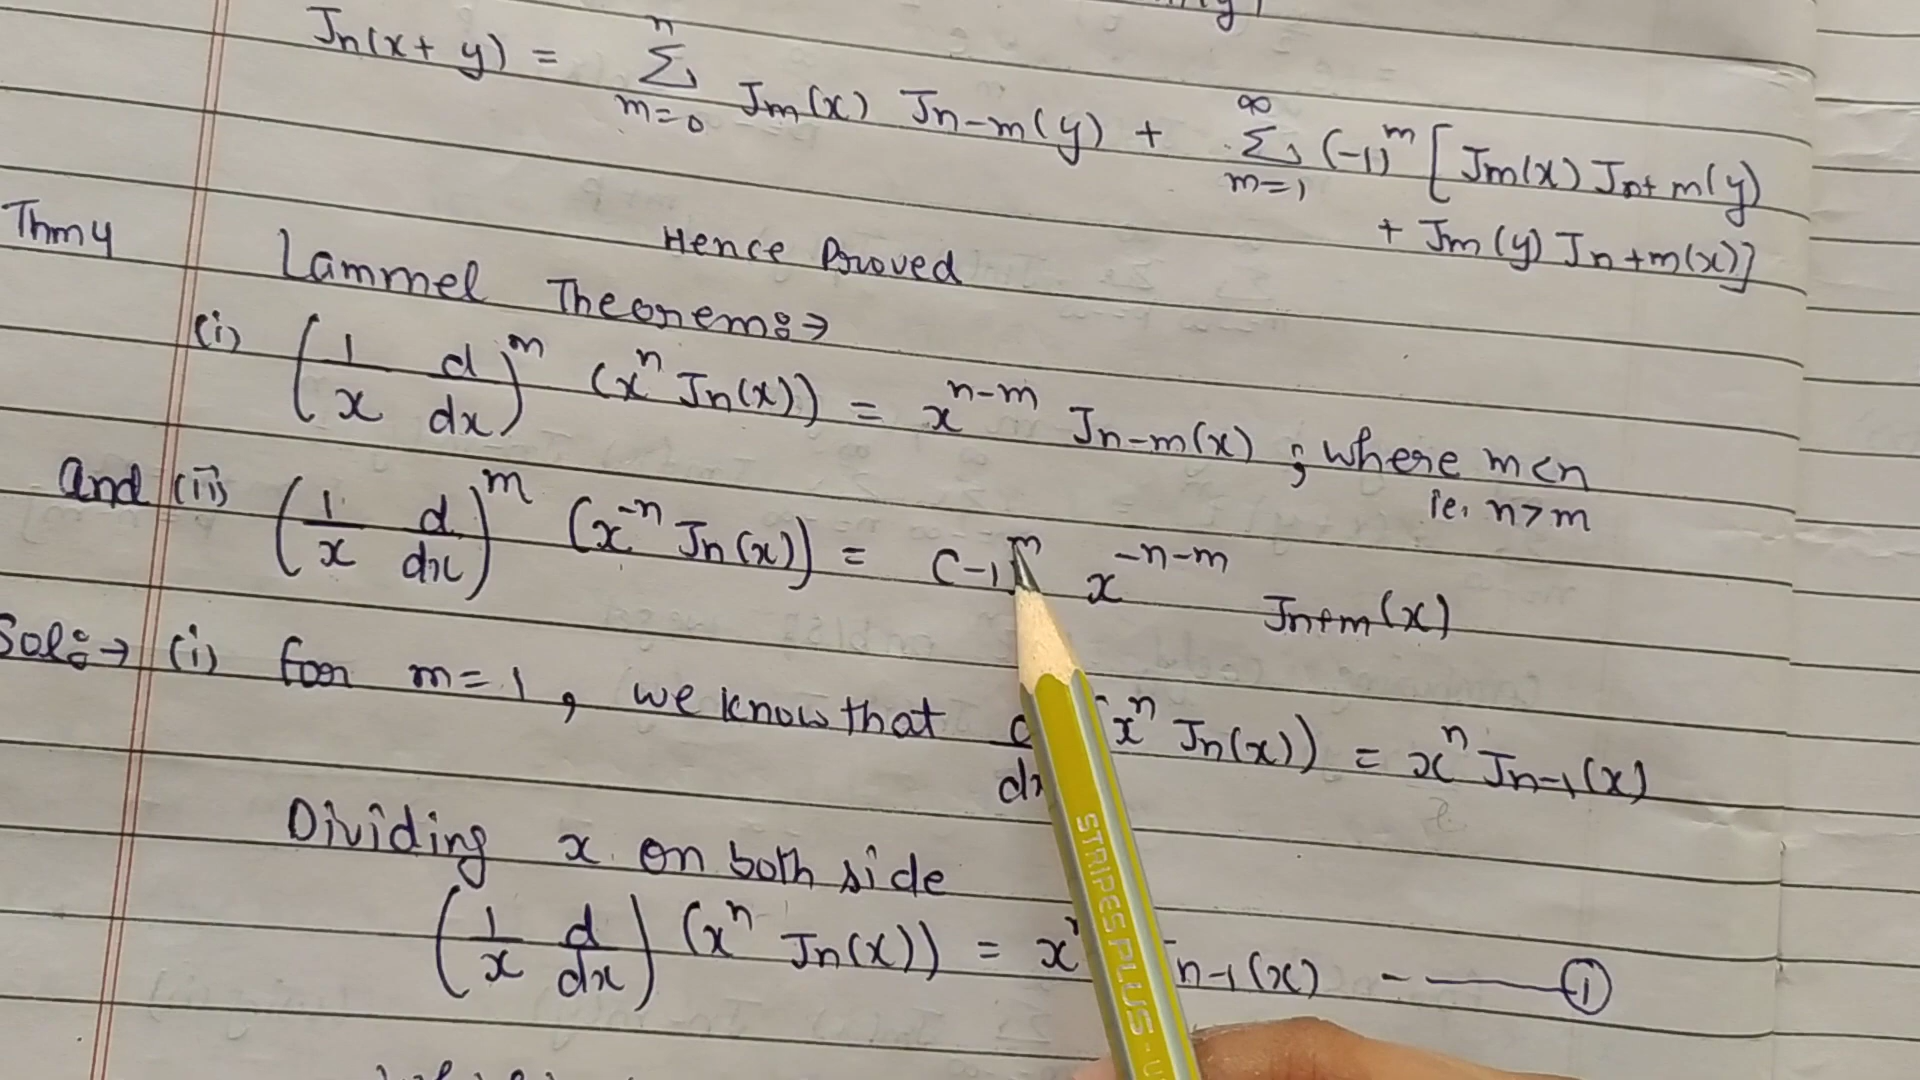 Jn(x+y) = n Σ m=0 Jm(x) Jn-m(y) + ∞ Σ m=1 (-1)^m [Jm(x) Jn+m(y)
+ Jm(y) Jn+m(x)]
Hence Proved
Thm 4 Lammel Theorem:→
(i) (1/x d/dx)^m (x^n Jn(x)) = x^{n-m} Jn-m(x) ; where m<n
ie. n>m
and (ii) (1/x d/dx)^m (x^{-n} Jn(x)) = (-1)^m x^{-n-m} Jn+m(x)
Sol:→ (i) for m=1, we know that d/dx (x^n Jn(x)) = x^n Jn-1(x)
Dividing x on both side
(1/x d/dx) (x^n Jn(x)) = x Jn-1(x) - — (i)
STRIPES PLUS